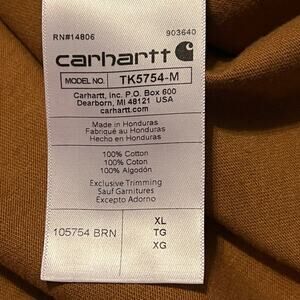 RN#14806 903640
carhartt
MODEL NO. TK5754-M
Carhartt, Inc. P.O. Box 600
Dearborn, MI 48121 USA
carhartt.com
Made in Honduras
Fabriqué au Honduras
Hecho en Honduras
100% Cotton
100% Coton
100% Algodón
Exclusive Trimming
Sauf Garnitures
Excepto Adorno
105754 BRN
XL
TG
XG